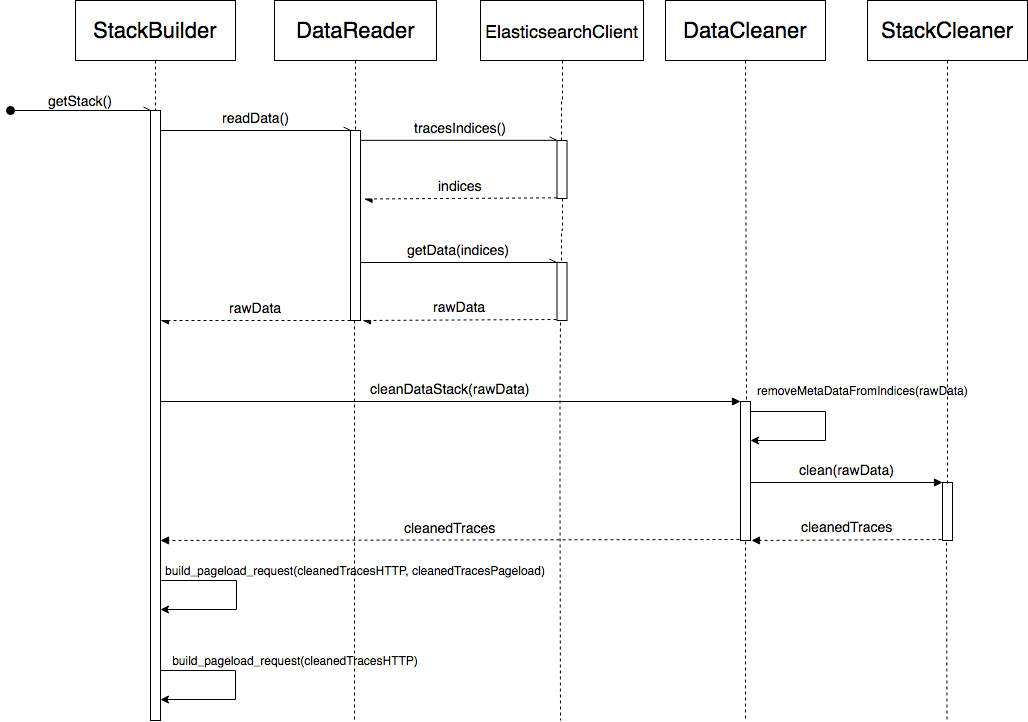 StackBuilder
DataReader
ElasticsearchClient
DataCleaner
StackCleaner
getStack()
readData()
tracesIndices()
indices
getData(indices)
rawData
rawData
cleanDataStack(rawData)
removeMetaDataFromIndices(rawData)
clean(rawData)
cleanedTraces
cleanedTraces
build_pageload_request(cleanedTracesHTTP, cleanedTracesPageload)
build_pageload_request(cleanedTracesHTTP)